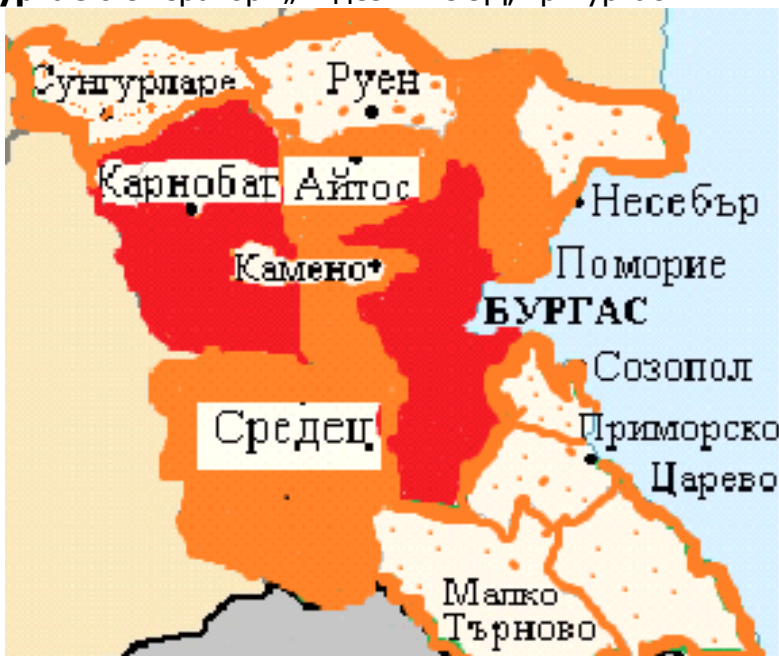 Сунгурларе
Руен
Карнобат
Айтос
Несебър
Камено
Поморие
БУРГАС
Созопол
Средец
Приморско
Царево
Малко
Търново